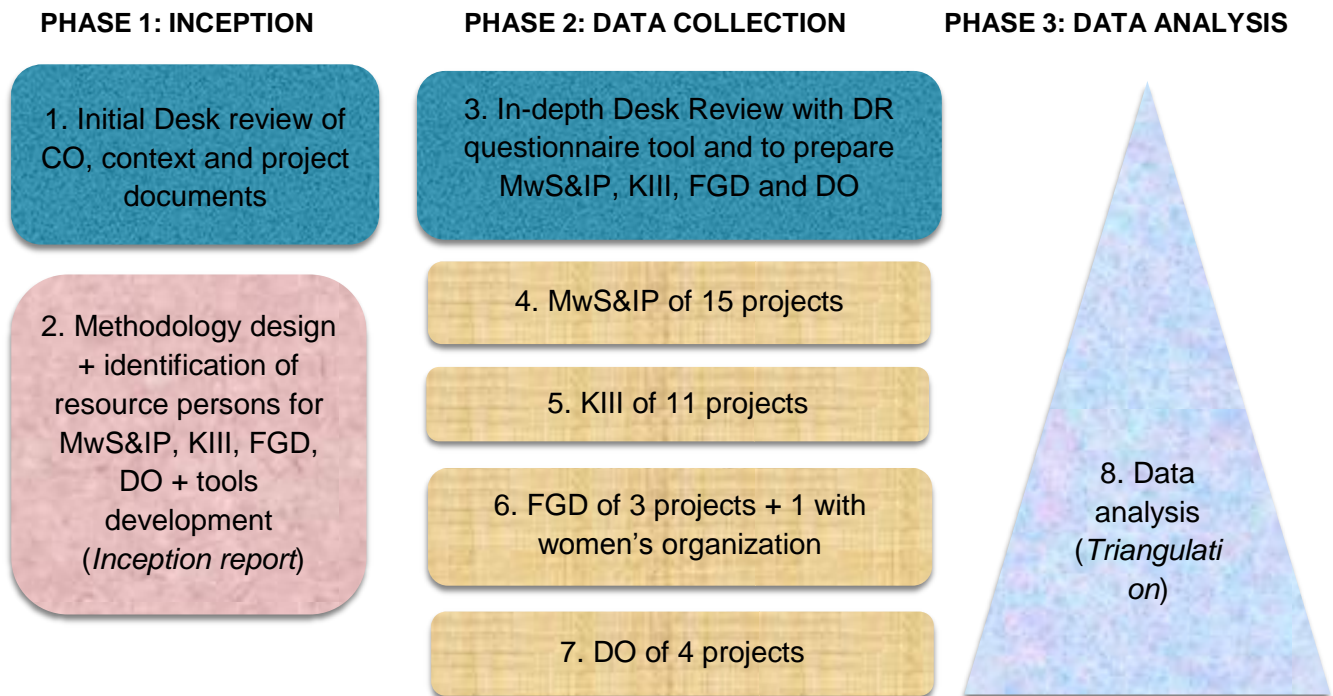 PHASE 1: INCEPTION
PHASE 2: DATA COLLECTION
PHASE 3: DATA ANALYSIS
1. Initial Desk review of
CO, context and project
documents
2. Methodology design
+ identification of
resource persons for
MwS&IP, KIII, FGD,
DO + tools
development
(Inception report)
3. In-depth Desk Review with DR
questionnaire tool and to prepare
MwS&IP, KIII, FGD and DO
4. MwS&IP of 15 projects
5. KIII of 11 projects
6. FGD of 3 projects + 1 with
women’s organization
7. DO of 4 projects
8. Data
analysis
(Triangulati
on)